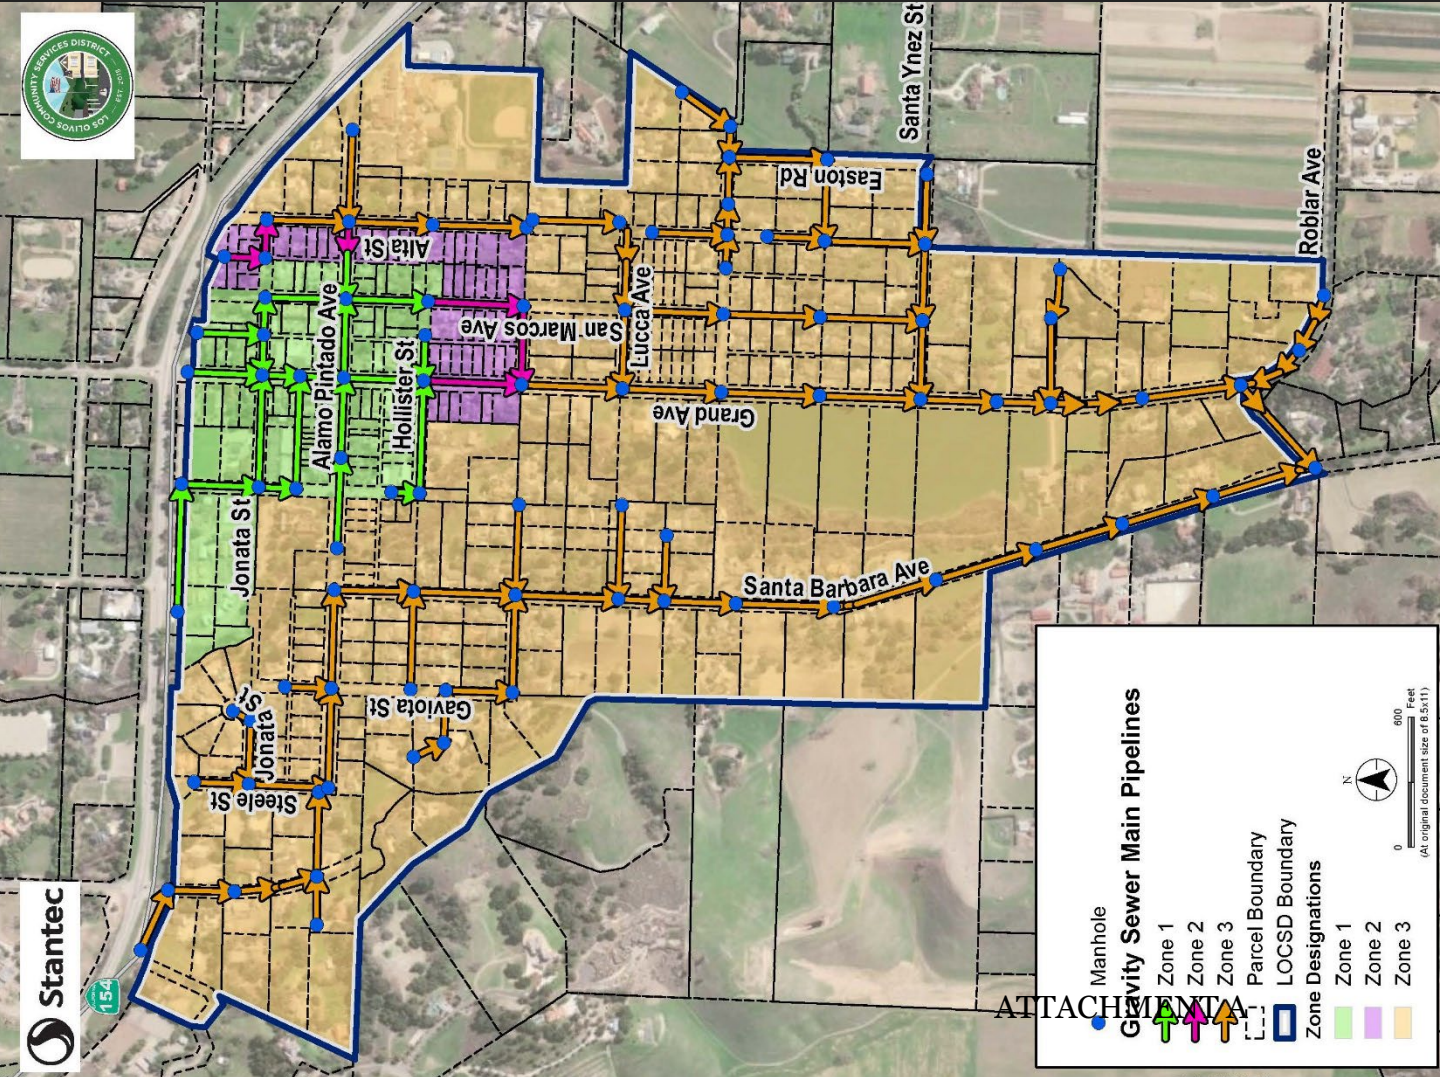 LOS OLIVOS COMMUNITY SERVICES DISTRICT
EST. 2018
Stantec
154
Santa Ynez St
Roblar Ave
Easton Rd
Alta St
Lucca Ave
San Marcos Ave
Alamo Pintado Ave
Hollister St
Grand Ave
Jonata St
Santa Barbara Ave
Jonata St
Gaviota St
Steele St
Manhole
Gravity Sewer Main Pipelines
Zone 1
Zone 2
Zone 3
Parcel Boundary
LOCSD Boundary
Zone Designations
Zone 1
Zone 2
Zone 3
N
0 600
Feet
(At original document size of 8.5x11)
ATTACHMENT A